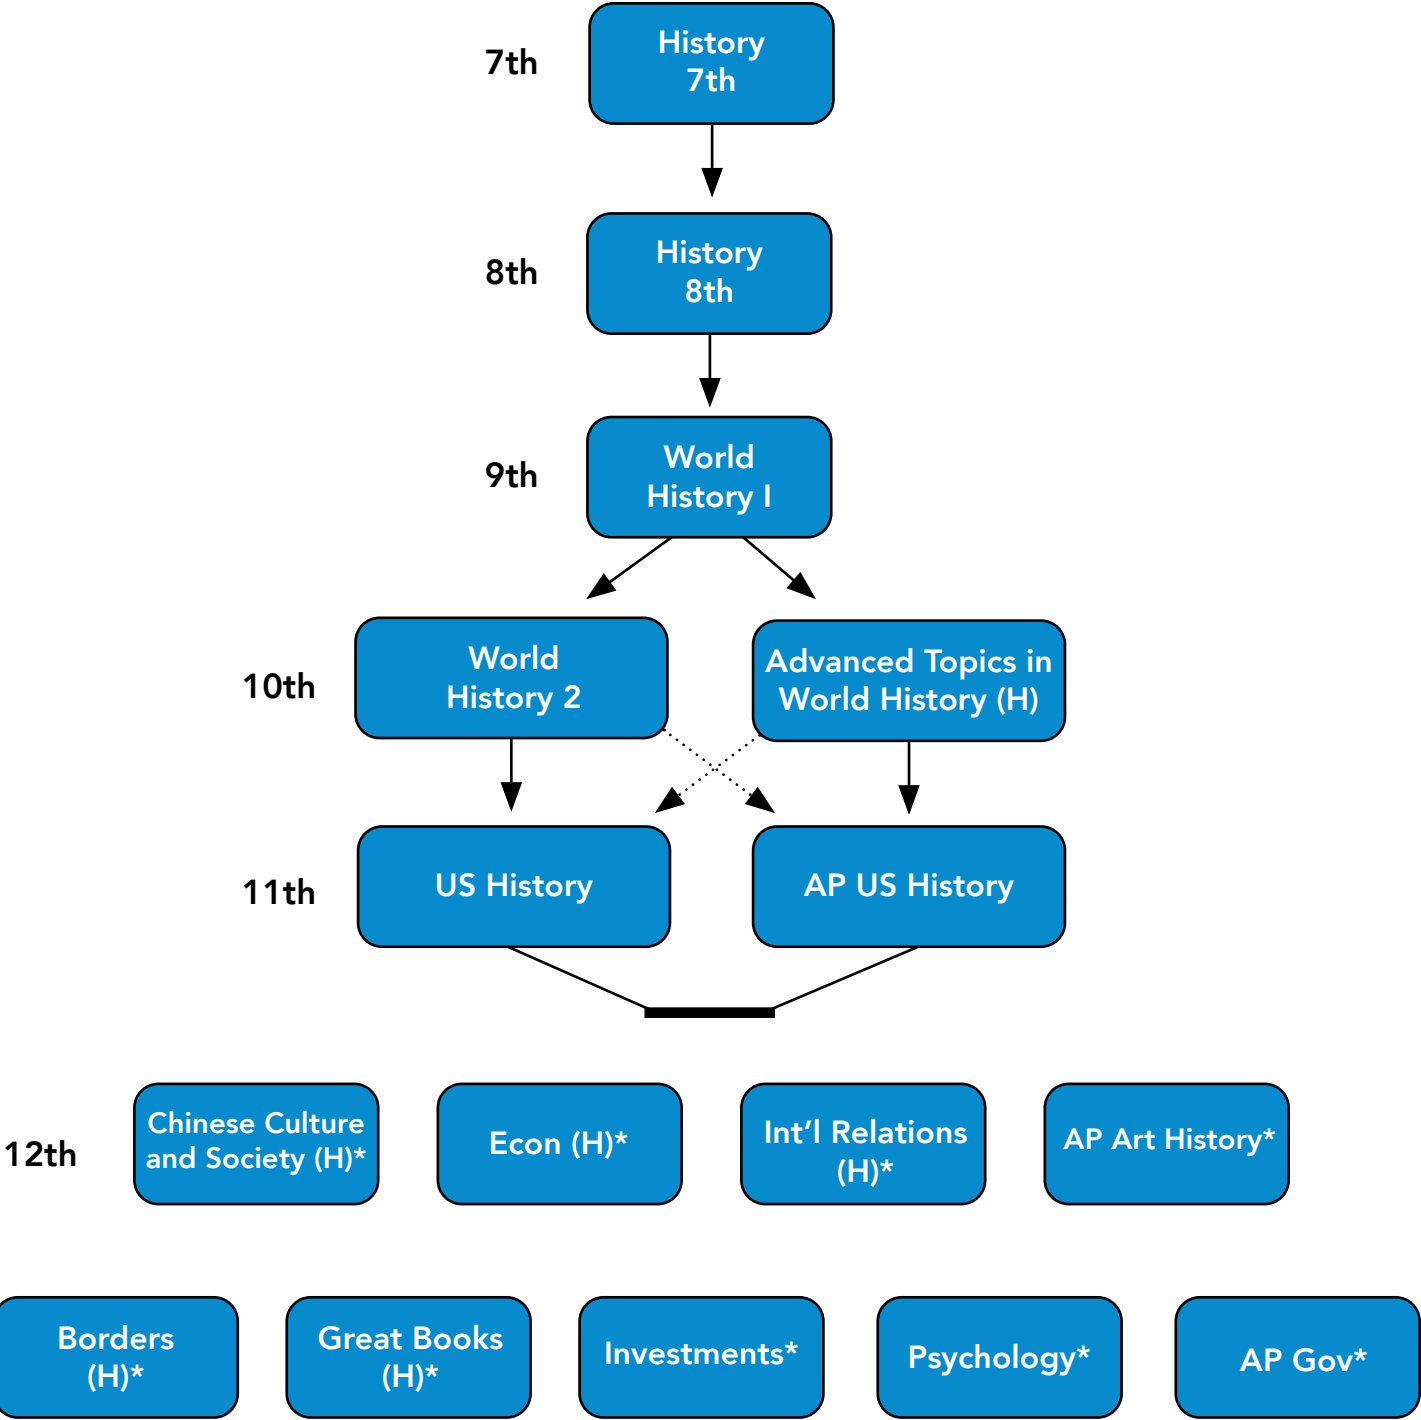 7th
History
7th
8th
History
8th
9th
World
History I
10th
World
History 2
Advanced Topics in
World History (H)
11th
US History
AP US History
12th
Chinese Culture
and Society (H)*
Econ (H)*
Int'l Relations
(H)*
AP Art History*
Borders
(H)*
Great Books
(H)*
Investments*
Psychology*
AP Gov*